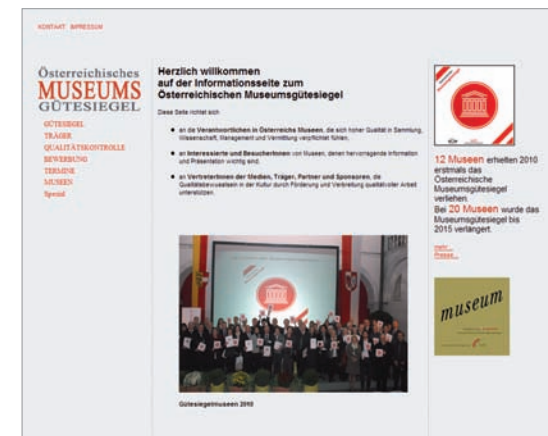 KONTAKT IMPRESSUM
Österreichisches
MUSEUMS
GÜTESIEGEL
GÜTESIEGEL
TRÄGER
QUALITÄTSKONTROLLE
BEWERBUNG
TERMINE
MUSEEN
Spezial
Herzlich willkommen
auf der Informationsseite zum
Österreichischen Museumsgütesiegel
Diese Seite richtet sich
an die Verantwortlichen in Österreichs Museen, die sich hoher Qualität in Sammlung,
Wissenschaft, Management und Vermittlung verpflichtet fühlen,
an Interessierte und BesucherInnen von Museen, denen hervorragende Information
und Präsentation wichtig sind,
an VertreterInnen der Medien, Träger, Partner und Sponsoren, die
Qualitätsbewusstsein in der Kultur durch Förderung und Verbreitung qualitätvoller Arbeit
unterstützen.
Gütesiegelmuseen 2010
12 Museen erhielten 2010
erstmals das
Österreichische
Museumsgütesiegel
verliehen.
Bei 20 Museen wurde das
Museumsgütesiegel bis
2015 verlängert.
mehr...
Presse...
museum